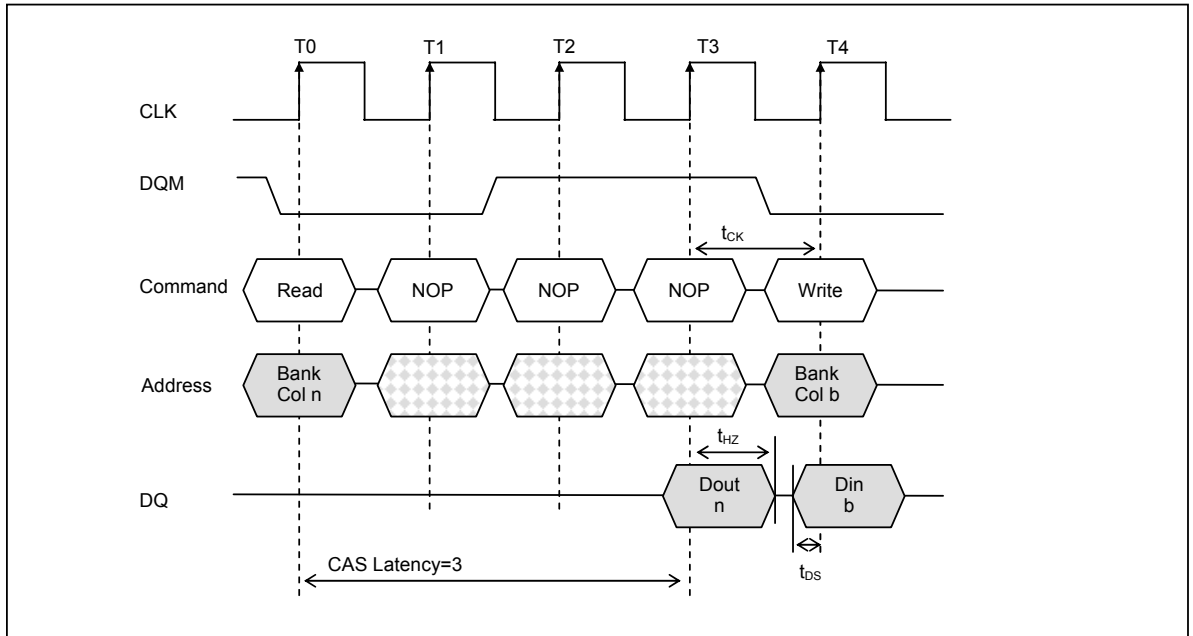 T0 T1 T2 T3 T4
CLK
DQM
tCK
Command Read NOP NOP NOP Write
Address Bank Col n Bank Col b
tHZ
DQ Dout n Din b
CAS Latency=3
tDS